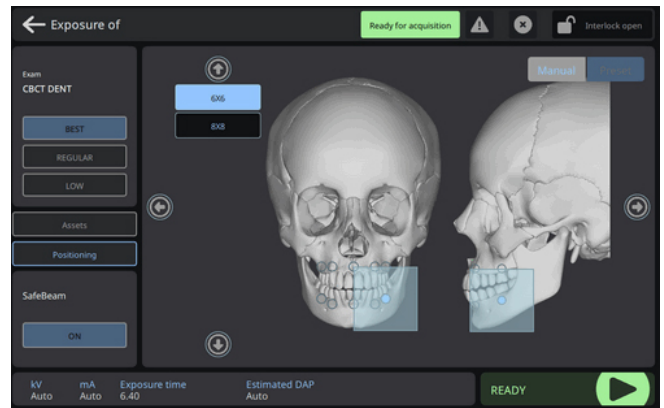 Exposure of
Ready for acquisition
Interlock open
Exam
CBCT DENT
BEST
REGULAR
LOW
Assets
Positioning
SafeBeam
ON
6X6
8X8
Manual
Preset
kV
Auto
mA
Auto
Exposure time
6.40
Estimated DAP
Auto
READY